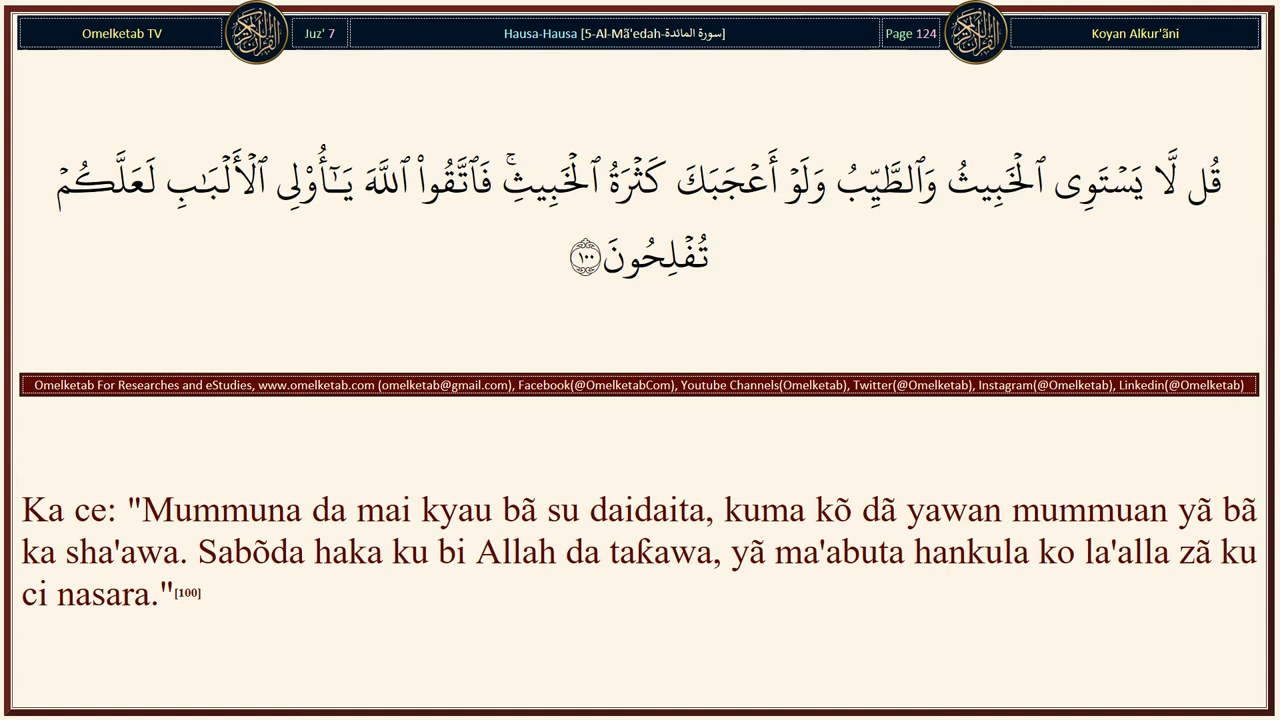 Omelketab TV
Juz' 7
Hausa-Hausa [5-Al-Mã'edah-سورة المائدة]
Page 124
Koyan Alƙur'ãni
قُل لَّا يَسۡتَوِى ٱلۡخَبِيثُ وَٱلطَّيِّبُ وَلَوۡ أَعۡجَبَكَ كَثۡرَةُ ٱلۡخَبِيثِۚ فَٱتَّقُواْ ٱللَّهَ يَـٰٓأُوْلِى ٱلۡأَلۡبَـٰبِ لَعَلَّكُمۡ
تُفۡلِحُونَ ١٠٠
Omelketab For Researches and eStudies, www.omelketab.com (omelketab@gmail.com), Facebook(@OmelketabCom), Youtube Channels(Omelketab), Twitter(@Omelketab), Instagram(@Omelketab), Linkedin(@Omelketab)
Ka ce: "Mummuna da mai kyau bã su daidaita, kuma kõ dã yawan mummuan yã bã
ka sha'awa. Sabõda haka ku bi Allah da taƙawa, yã ma'abuta hankula ko la'alla zã ku
ci nasara."[100]